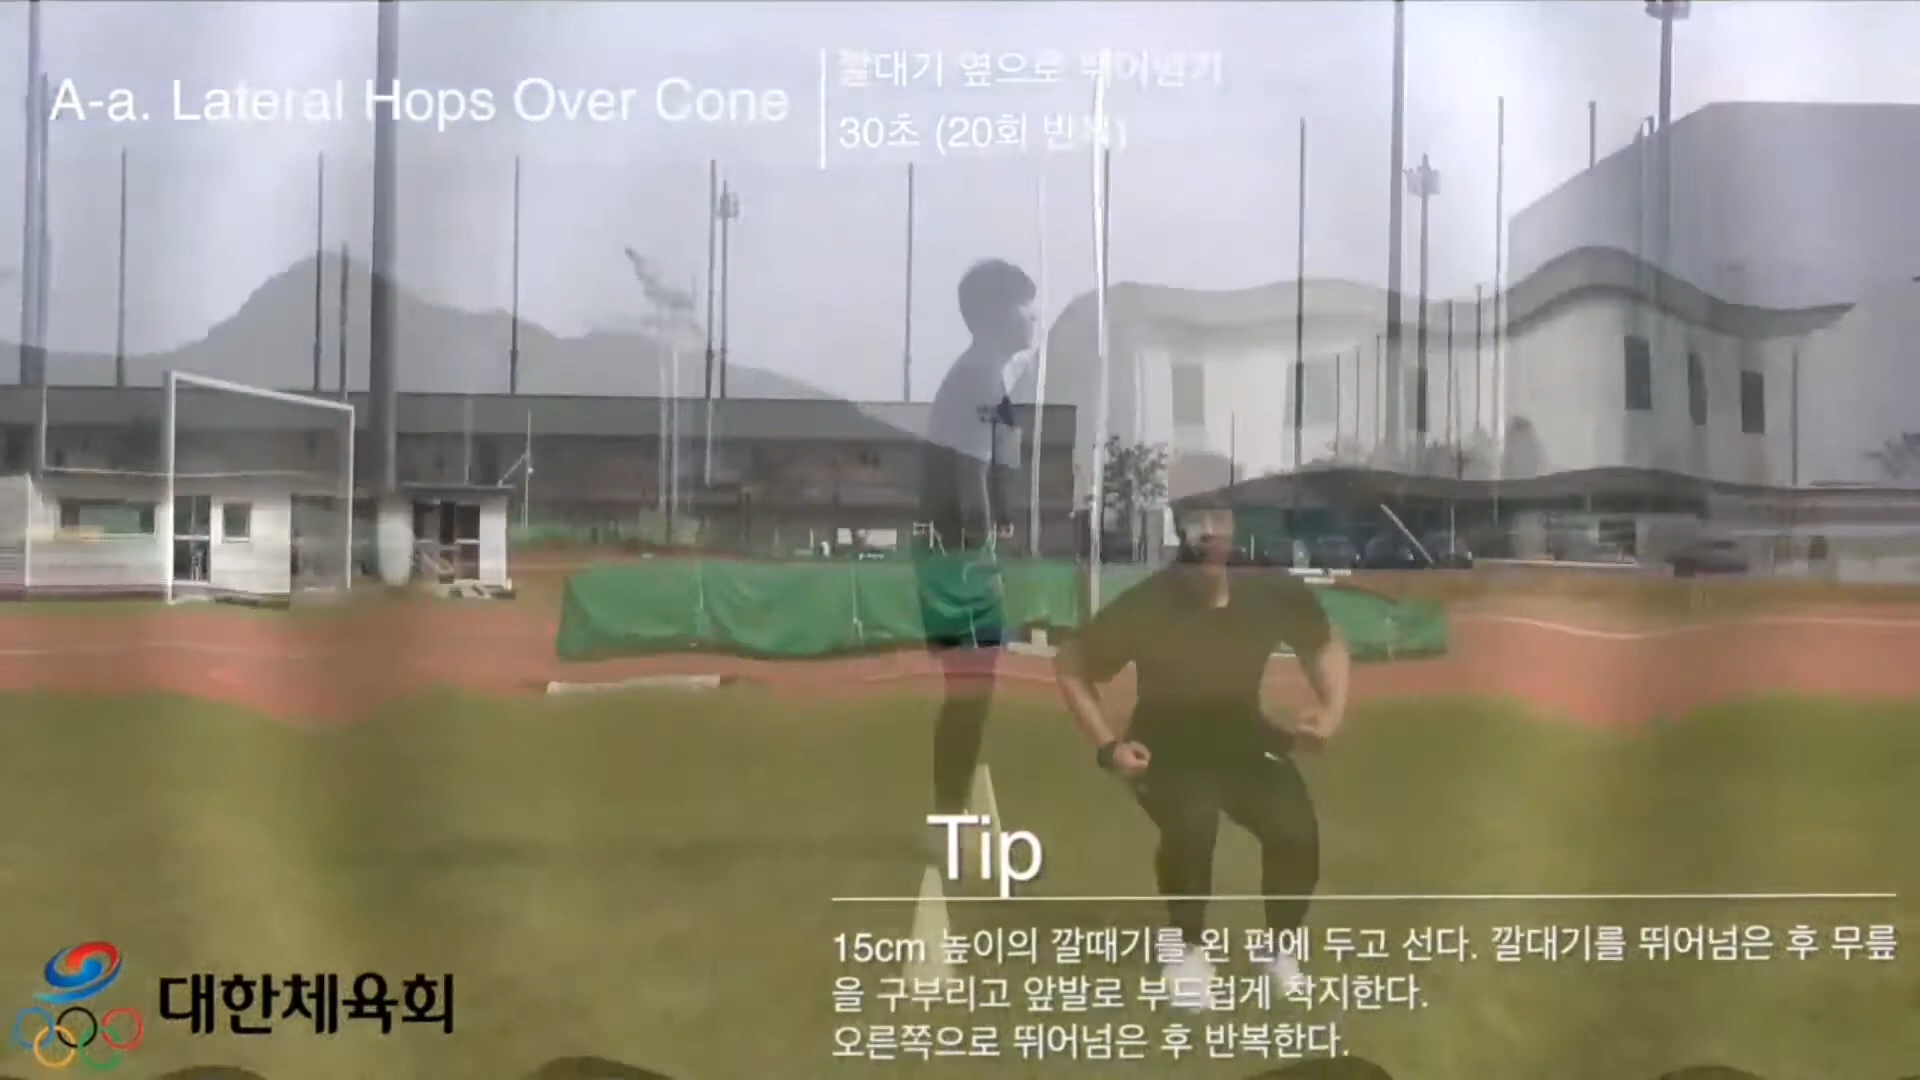 A-a. Lateral Hops Over Cone
깔대기 옆으로 뛰어넘기
30초 (20회 반복)
Tip
15cm 높이의 깔때기를 왼 편에 두고 선다. 깔대기를 뛰어넘은 후 무릎
을 구부리고 앞발로 부드럽게 착지한다.
오른쪽으로 뛰어넘은 후 반복한다.
대한체육회